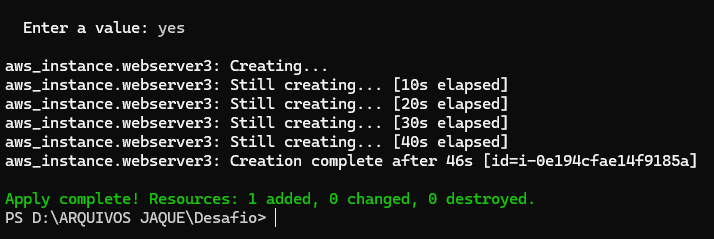 Enter a value: yes
aws_instance.webserver3: Creating...
aws_instance.webserver3: Still creating... [10s elapsed]
aws_instance.webserver3: Still creating... [20s elapsed]
aws_instance.webserver3: Still creating... [30s elapsed]
aws_instance.webserver3: Still creating... [40s elapsed]
aws_instance.webserver3: Creation complete after 46s [id=i-0e194cfae14f9185a]
Apply complete! Resources: 1 added, 0 changed, 0 destroyed.
PS D:\ARQUIVOS JAQUE\Desafio>